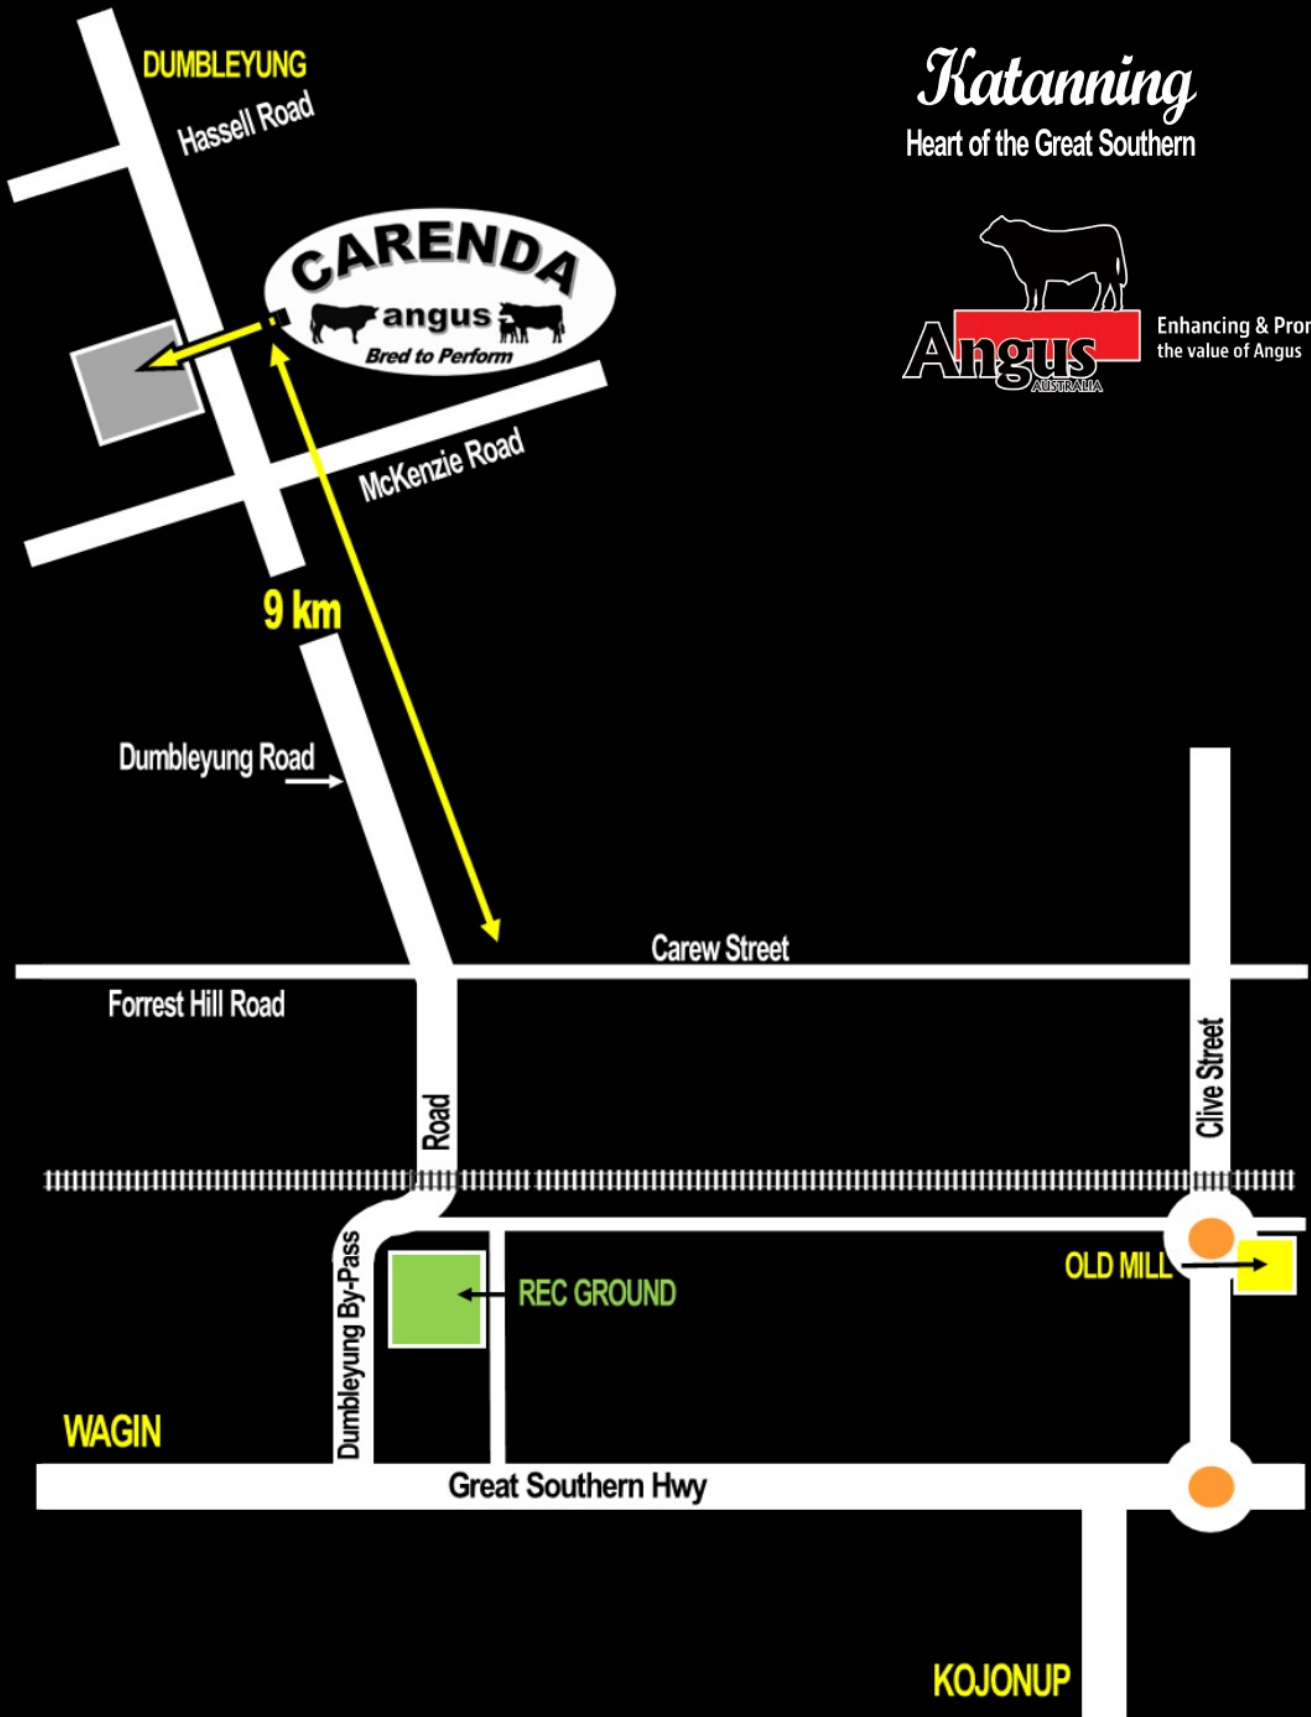 DUMBLEYUNG
Hassell Road
Katanning
Heart of the Great Southern
CARENDA
angus
Bred to Perform
Angus
AUSTRALIA
Enhancing & Pro
the value of Angus
McKenzie Road
9 km
Dumbleyung Road
Carew Street
Forrest Hill Road
Clive Street
Road
Dumbleyung By-Pass
OLD MILL
REC GROUND
WAGIN
Great Southern Hwy
KOJONUP